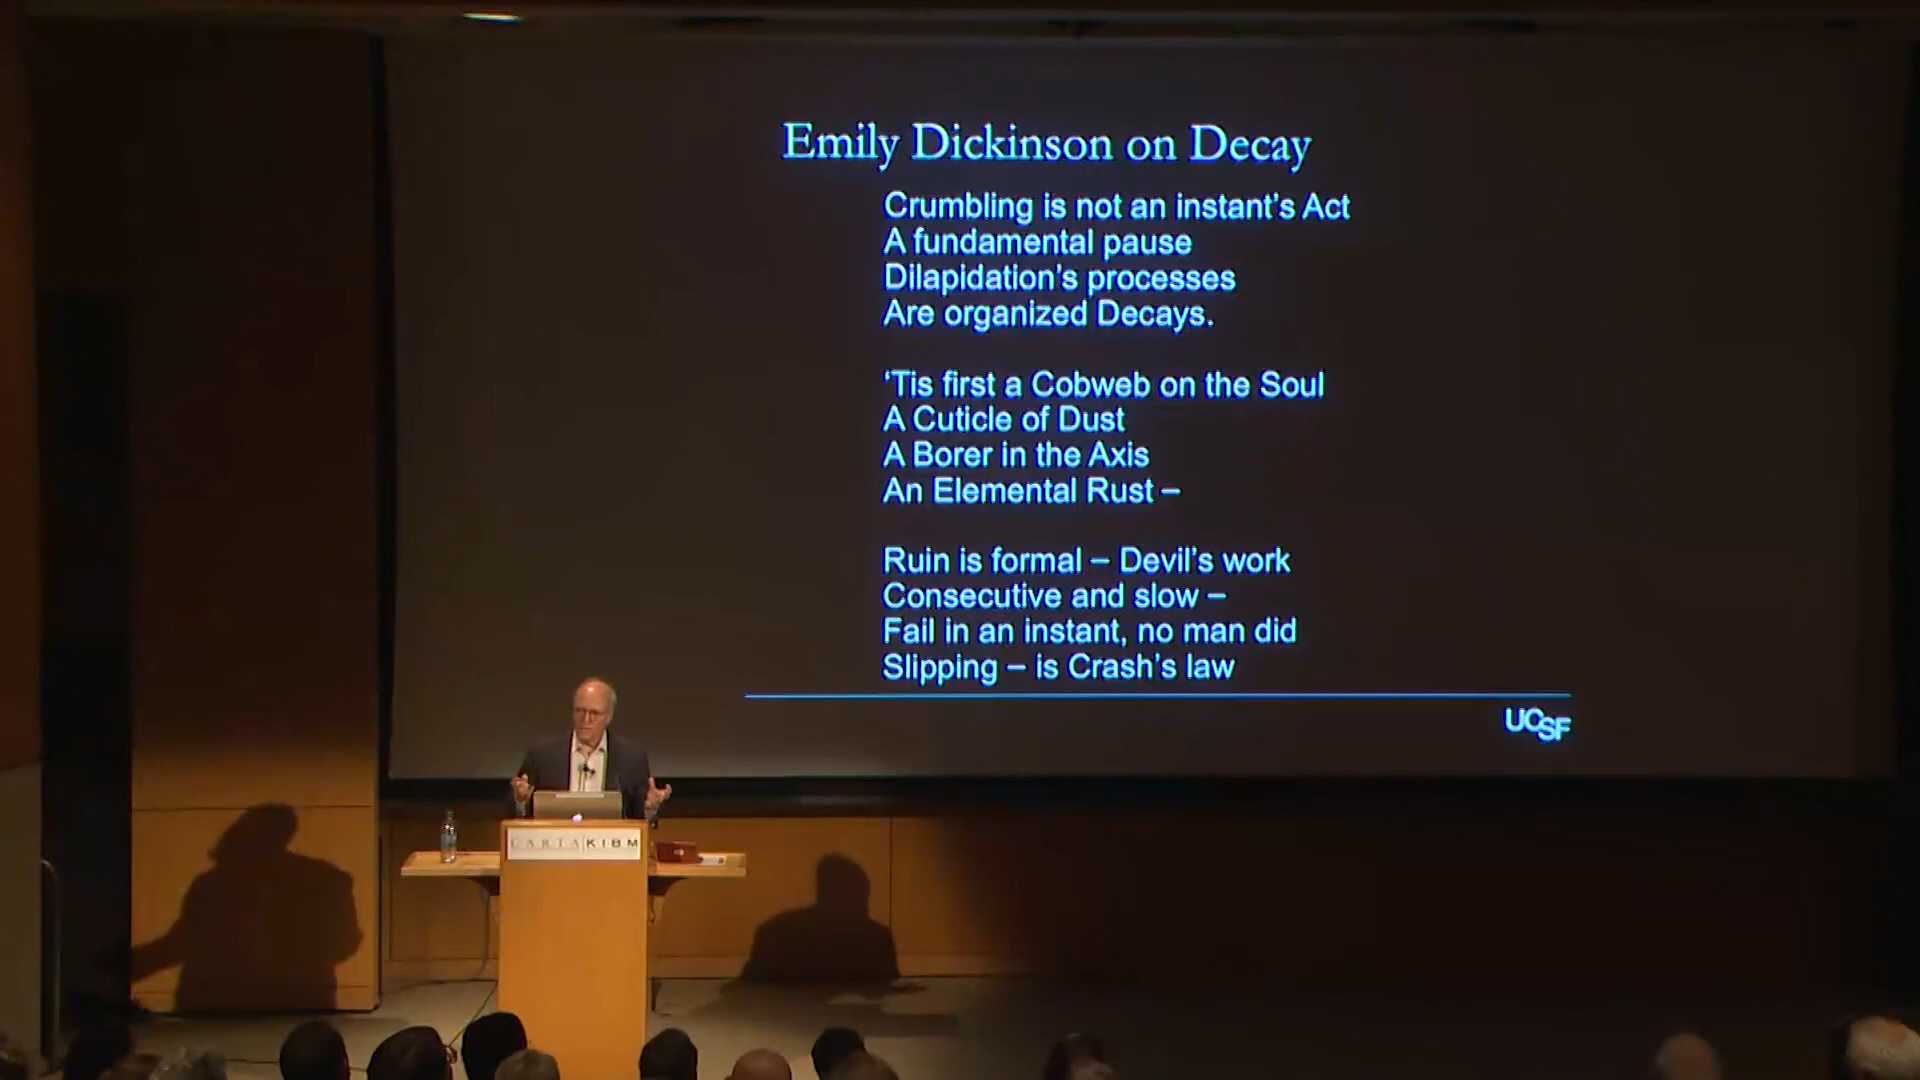 Emily Dickinson on Decay
Crumbling is not an instant's Act
A fundamental pause
Dilapidation's processes
Are organized Decays.
'Tis first a Cobweb on the Soul
A Cuticle of Dust
A Borer in the Axis
An Elemental Rust –
Ruin is formal – Devil's work
Consecutive and slow –
Fail in an instant, no man did
Slipping – is Crash's law
UCSF
CARTA KIBM